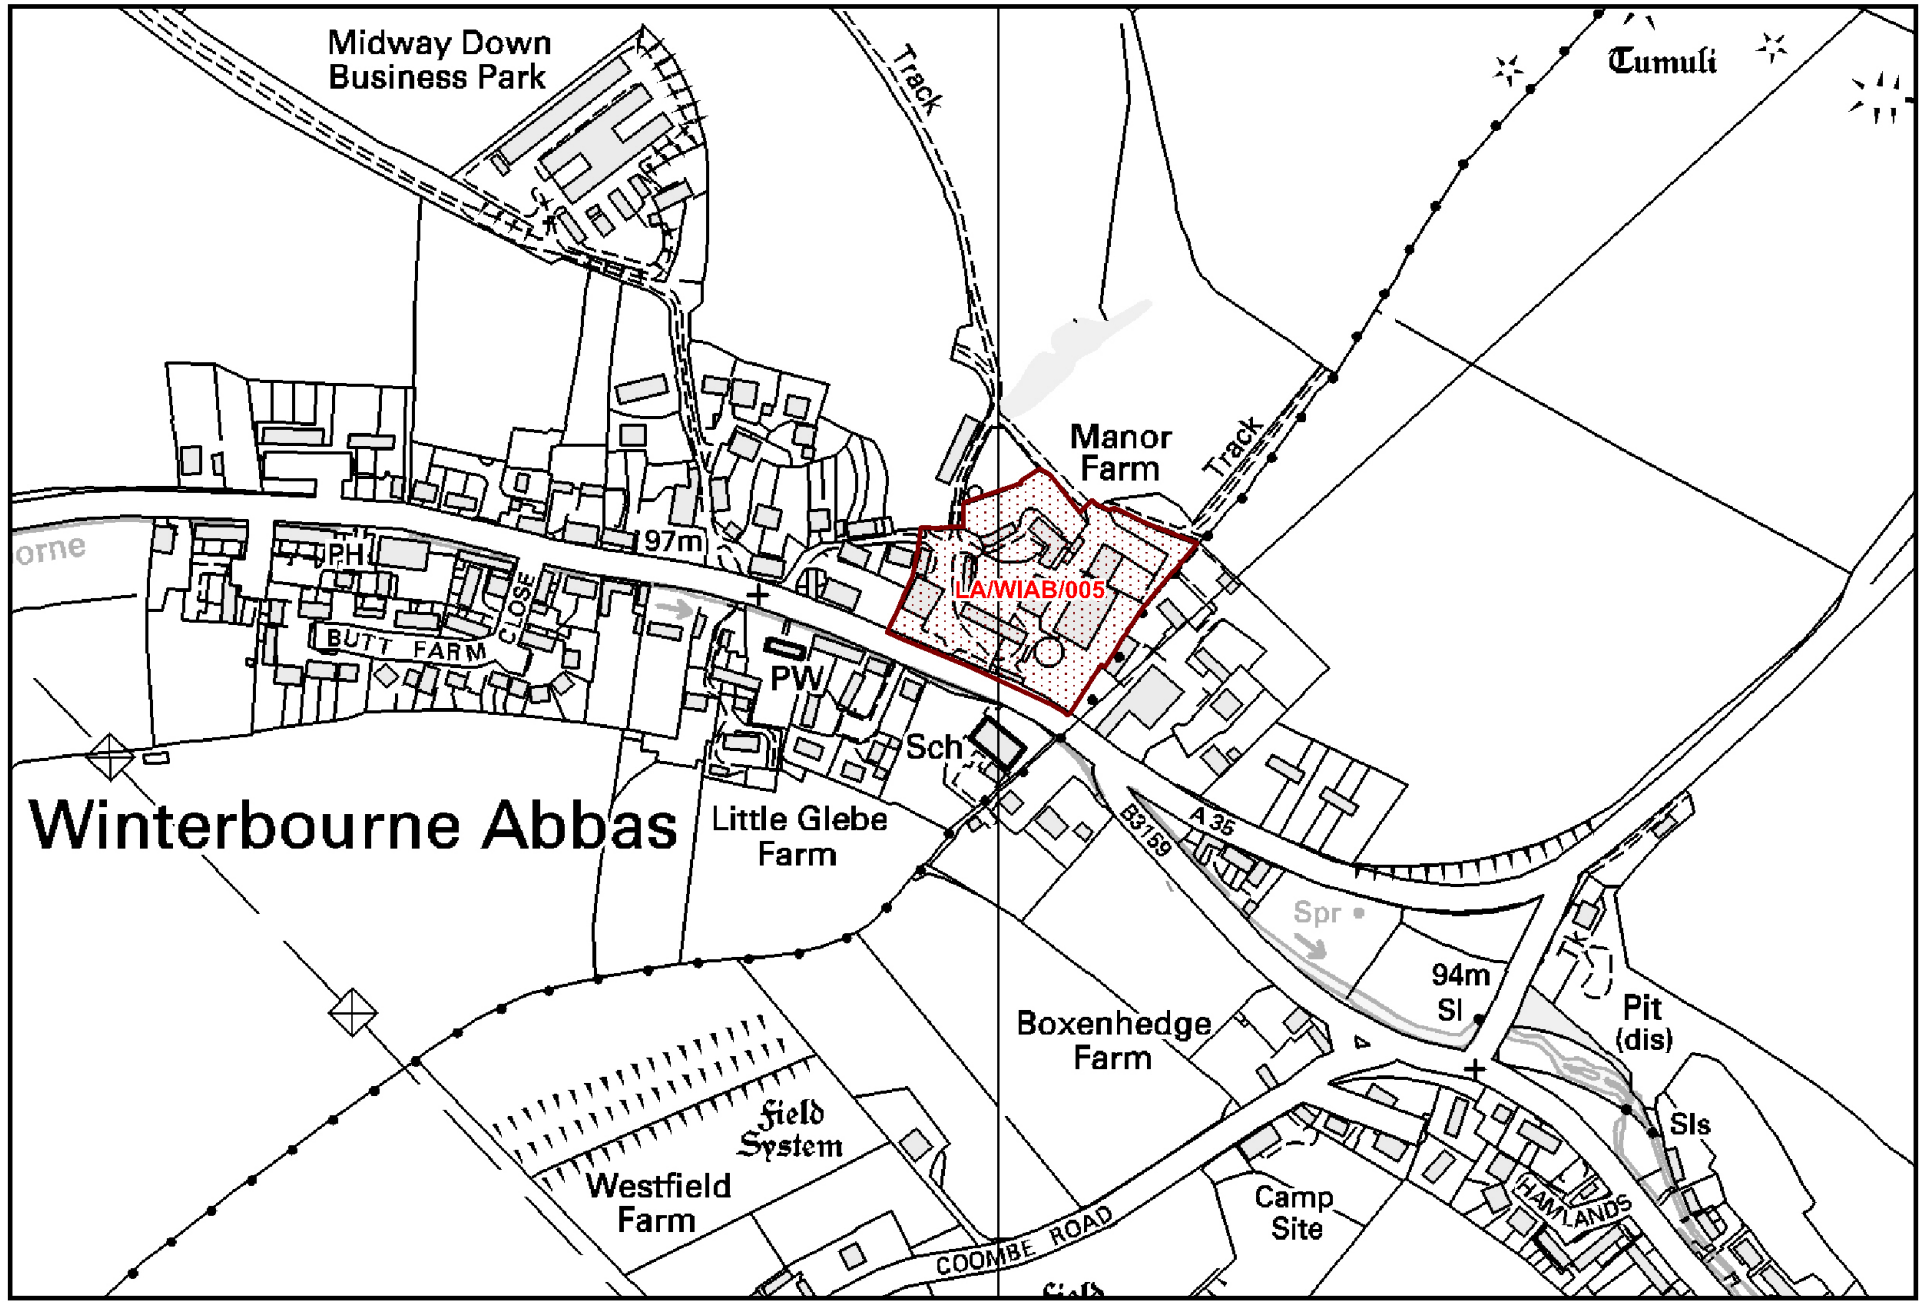 Midway Down
Business Park
Track
Tumuli
Manor
Farm
Track
orne
PH
97m
CLOSE
BUTT FARM
LA/WIAB/005
PW
Sch
Winterbourne Abbas
Little Glebe
Farm
A 35
B3159
Spr
Tk
94m
Sl
Pit
(dis)
Boxenhedge
Farm
Field
System
Sls
Westfield
Farm
Camp
Site
HAMLANDS
COOMBE ROAD
Field